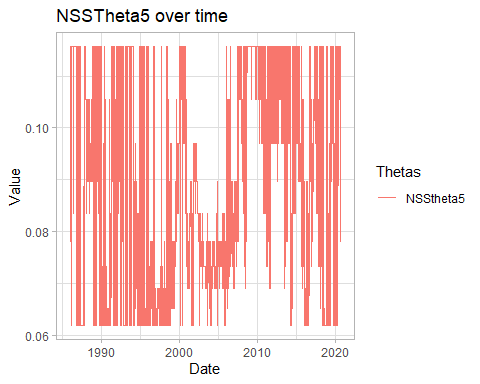 NSSTheta5 over time
Value
0.10
0.08
0.06
1990
2000
2010
2020
Date
Thetas
NSStheta5